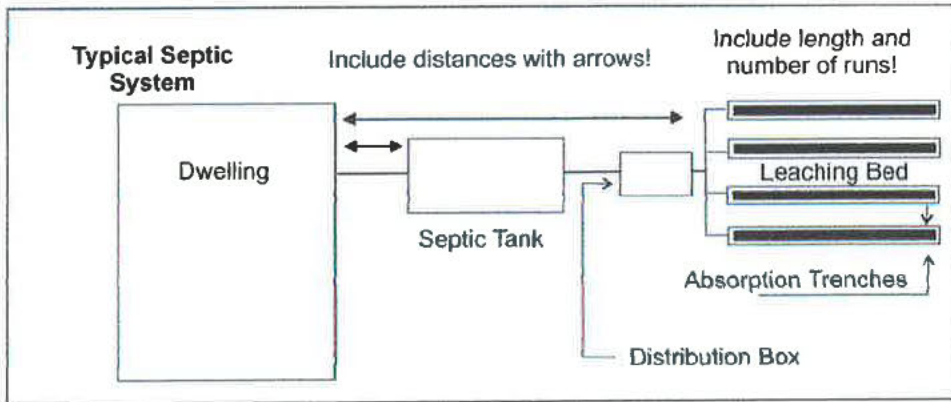 Typical Septic
System
Include distances with arrows!
Include length and
number of runs!
Dwelling
Leaching Bed
Septic Tank
Absorption Trenches
Distribution Box